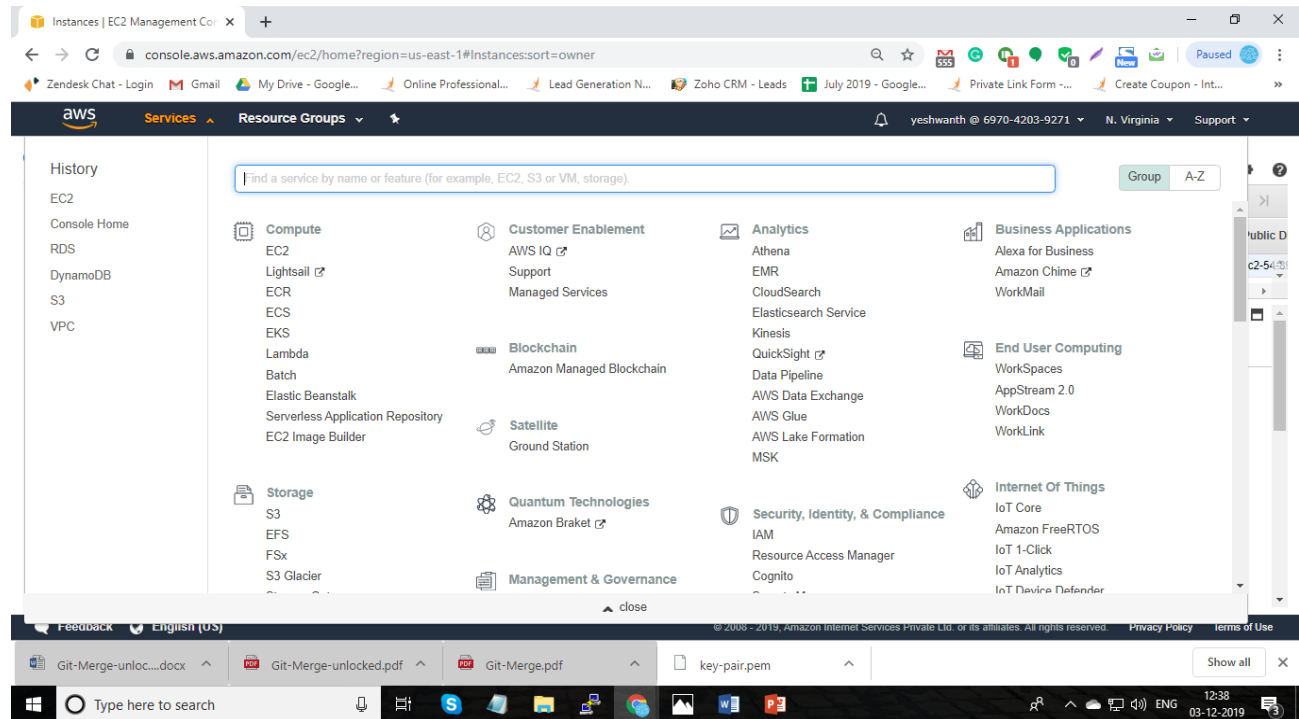 Instances | EC2 Management Con
console.aws.amazon.com/ec2/home?region=us-east-1#Instances:sort=owner
555
1
0
New
Paused
Zendesk Chat - Login
Gmail
My Drive - Google...
Online Professional...
Lead Generation N...
Zoho CRM - Leads
July 2019 - Google...
Private Link Form -...
Create Coupon - Int...
»
aws
Services
Resource Groups
yeshwanth @ 6970-4203-9271
N. Virginia
Support
History
EC2
Console Home
RDS
DynamoDB
S3
VPC
Find a service by name or feature (for example, EC2, S3 or VM, storage).
Group
A-Z
Compute
EC2
Lightsail
ECR
ECS
EKS
Lambda
Batch
Elastic Beanstalk
Serverless Application Repository
EC2 Image Builder
Storage
S3
EFS
FSx
S3 Glacier
Customer Enablement
AWS IQ
Support
Managed Services
Blockchain
Amazon Managed Blockchain
Satellite
Ground Station
Quantum Technologies
Amazon Braket
Management & Governance
Analytics
Athena
EMR
CloudSearch
Elasticsearch Service
Kinesis
QuickSight
Data Pipeline
AWS Data Exchange
AWS Glue
AWS Lake Formation
MSK
Security, Identity, & Compliance
IAM
Resource Access Manager
Cognito
Business Applications
Alexa for Business
Amazon Chime
WorkMail
End User Computing
WorkSpaces
AppStream 2.0
WorkDocs
WorkLink
Internet Of Things
IoT Core
Amazon FreeRTOS
IoT 1-Click
IoT Analytics
IoT Device Defender
ublic D
c2-54-
close
Feedback
English (US)
© 2008 - 2019, Amazon Internet Services Private Ltd. or its affiliates. All rights reserved.
Privacy Policy
Terms of Use
Git-Merge-unloc....docx
Git-Merge-unlocked.pdf
Git-Merge.pdf
key-pair.pem
Show all
Type here to search
ENG
12:38
03-12-2019
3